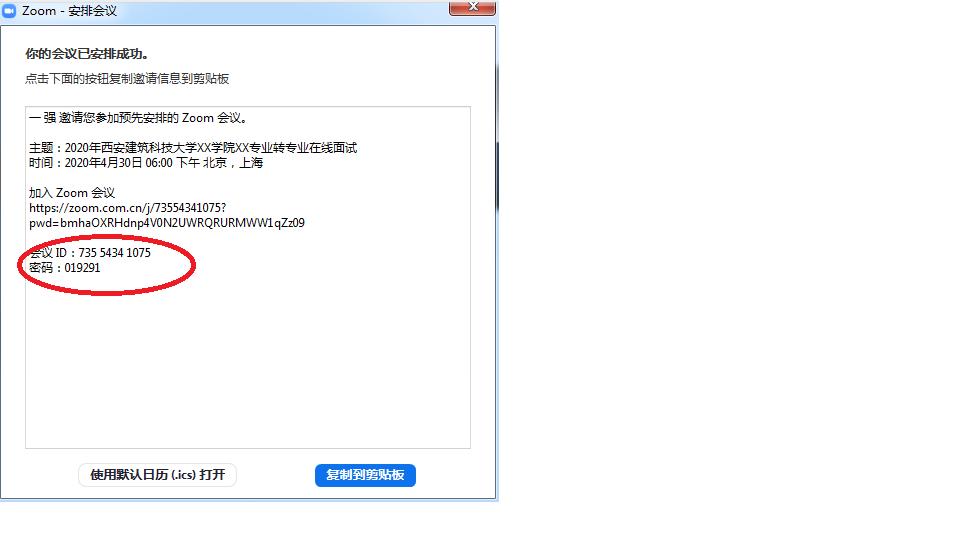 Zoom - 安排会议
你的会议已安排成功。
点击下面的按钮复制邀请信息到剪贴板
一 强 邀请您参加预先安排的 Zoom 会议。
主题：2020年西安建筑科技大学XX学院XX专业转专业在线面试
时间：2020年4月30日 06:00 下午 北京，上海
加入 Zoom 会议
https://zoom.com.cn/j/73554341075?
pwd=bmhaOXRHdnp4V0N2UWRQRURMWW1qZz09
会议 ID：735 5434 1075
密码：019291
使用默认日历 (.ics) 打开
复制到剪贴板